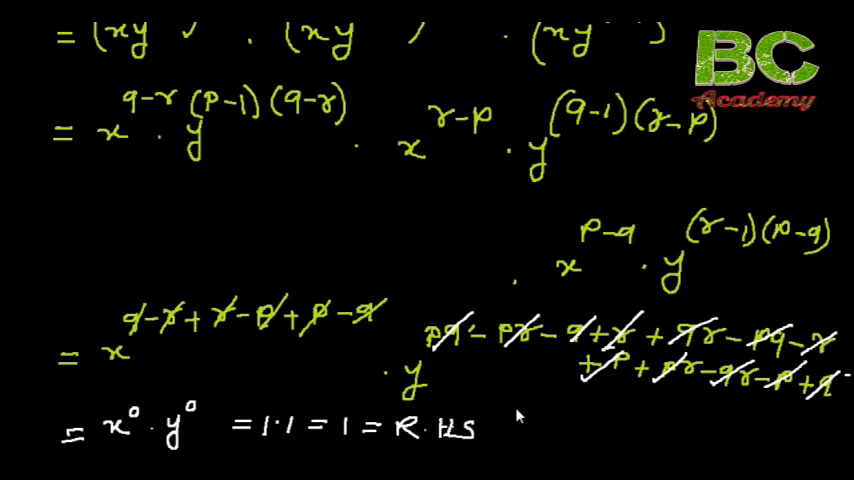 = (xy . (xy ) . (xy )
BC
Academy
= x^{q-r} . y^{(p-1)(q-r)} . x^{r-p} . y^{(q-1)(r-p)}
. x^{p-q} . y^{(r-1)(p-q)}
= x^{q-r+r-p+p-q} . y^{pq-pr-q+r+qr-pq-r+p+pr-qr-p+q}
= x^0 . y^0 = 1.1 = 1 = R.HS